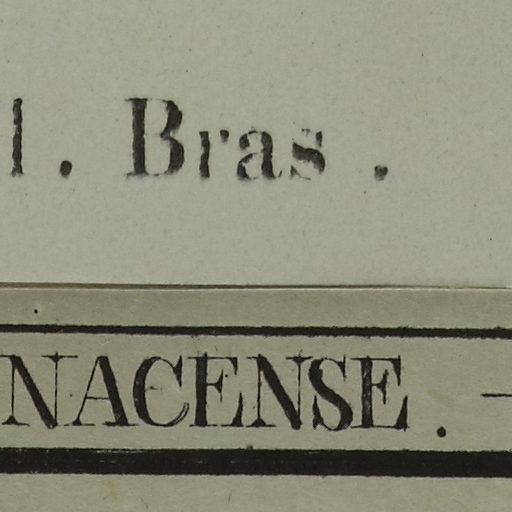 l. Bras.
NACENSE. —